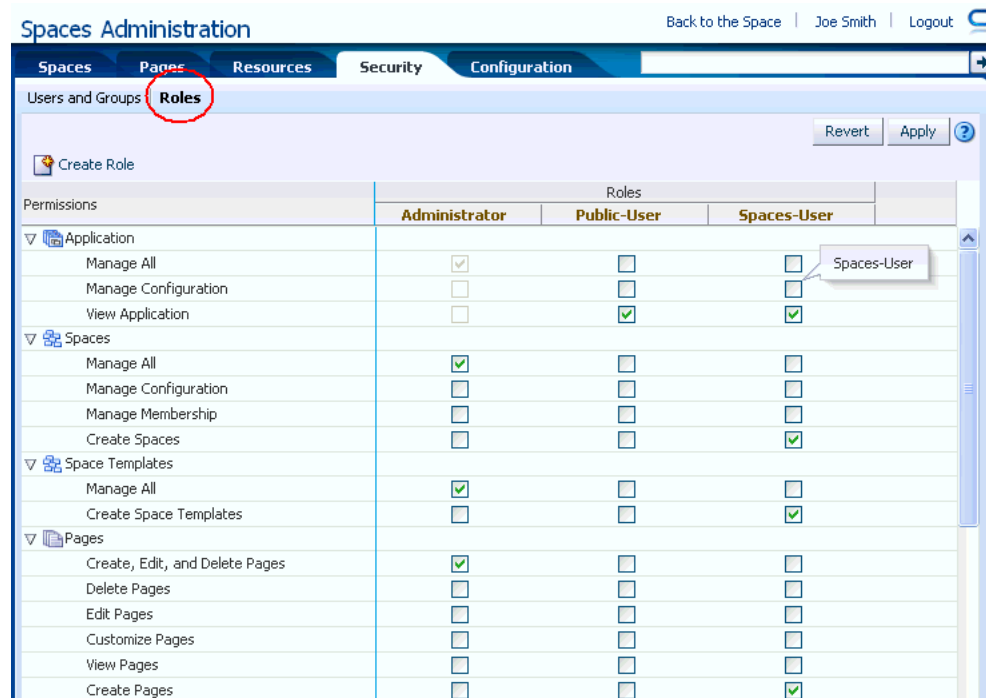 Spaces Administration
Back to the Space | Joe Smith | Logout
Spaces Pages Resources Security Configuration
Users and Groups Roles
Revert Apply ?
Create Role
Permissions
Roles
Administrator Public-User Spaces-User
Application
Manage All
Spaces-User
Manage Configuration
View Application
Spaces
Manage All
Manage Configuration
Manage Membership
Create Spaces
Space Templates
Manage All
Create Space Templates
Pages
Create, Edit, and Delete Pages
Delete Pages
Edit Pages
Customize Pages
View Pages
Create Pages